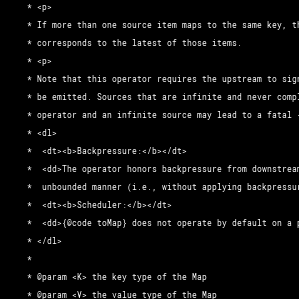 * <p>
* If more than one source item maps to the same key, th
* corresponds to the latest of those items.
* <p>
* Note that this operator requires the upstream to sign
* be emitted. Sources that are infinite and never compl
* operator and an infinite source may lead to a fatal
* <dl>
*  <dt><b>Backpressure:</b></dt>
*  <dd>The operator honors backpressure from downstream
*  unbounded manner (i.e., without applying backpressur
*  <dt><b>Scheduler:</b></dt>
*  <dd>{@code toMap} does not operate by default on a p
* </dl>
*
* @param <K> the key type of the Map
* @param <V> the value type of the Map